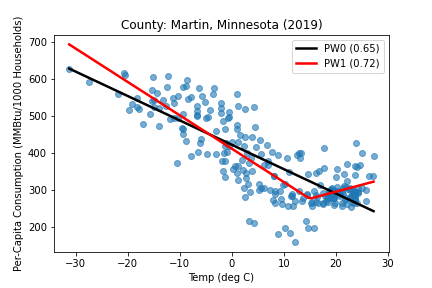 County: Martin, Minnesota (2019)
Per-Capita Consumption (MMBtu/1000 Households)
700
600
500
400
300
200
PW0 (0.65)
PW1 (0.72)
−30 −20 −10 0 10 20 30
Temp (deg C)